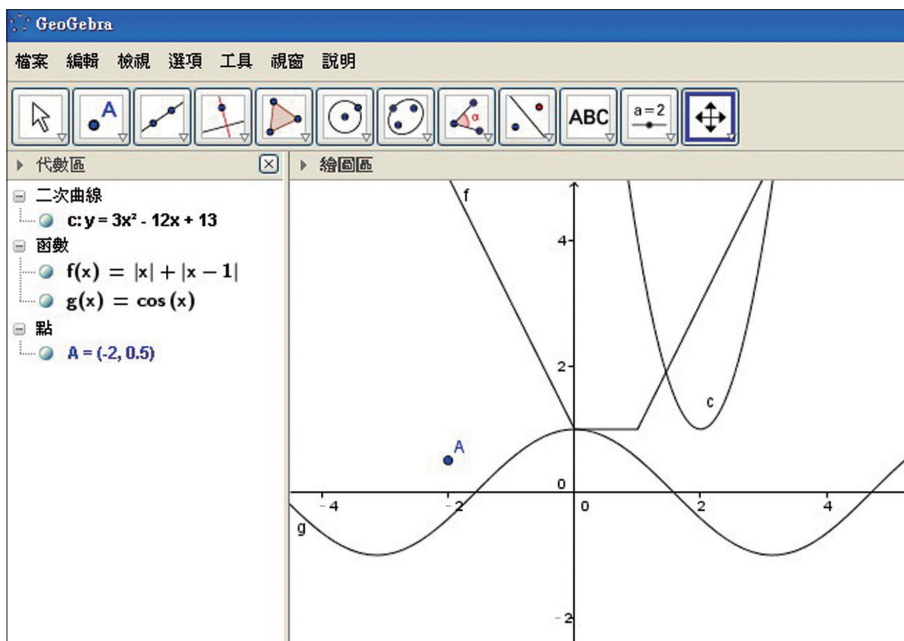 GeoGebra
檔案 編輯 檢視 選項 工具 視窗 說明
A α ABC a=2
代數區
二次曲線
c: y = 3x² - 12x + 13
函數
f(x) = |x| + |x − 1|
g(x) = cos (x)
點
A = (-2, 0.5)
繪圖區
f
4
2
c
A
0
-4 -2 0 2 4
g
-2